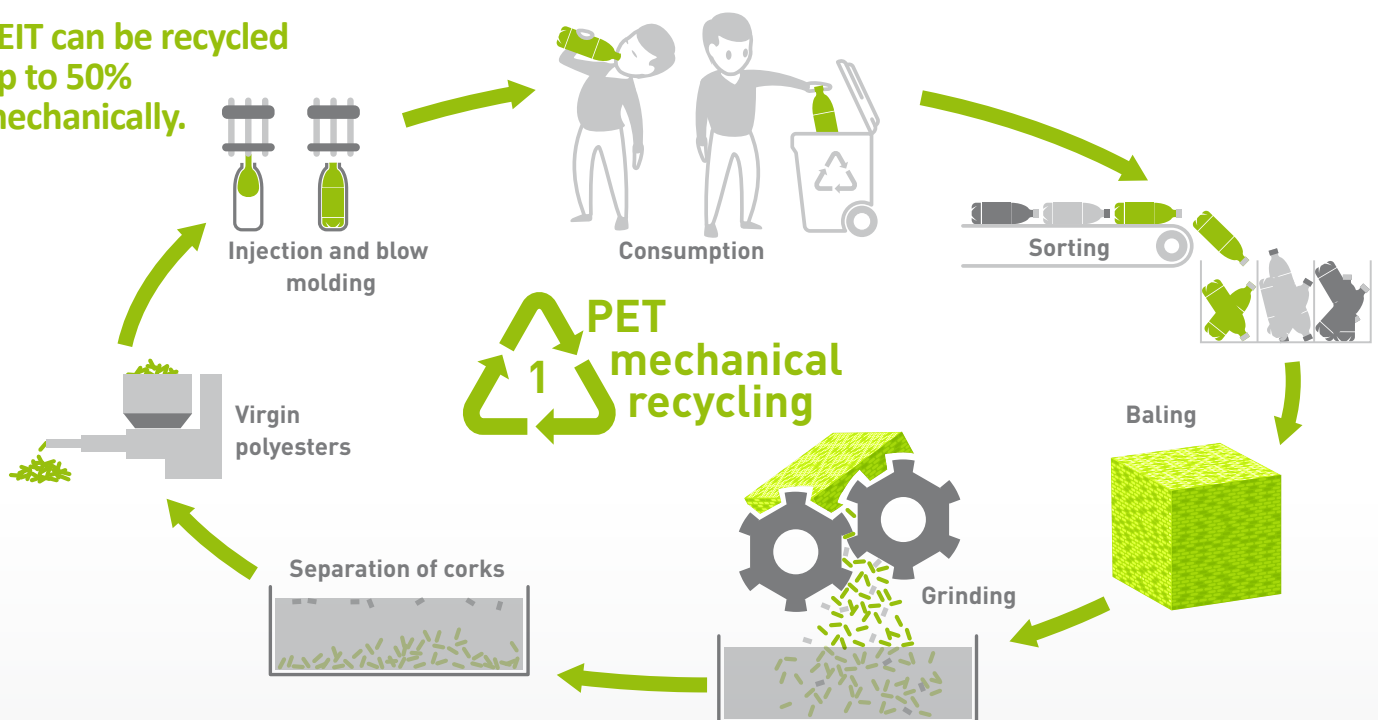 EIT can be recycled
p to 50%
mechanically.
Injection and blow
molding
Consumption
Sorting
PET
mechanical
recycling
1
Virgin
polyesters
Baling
Separation of corks
Grinding